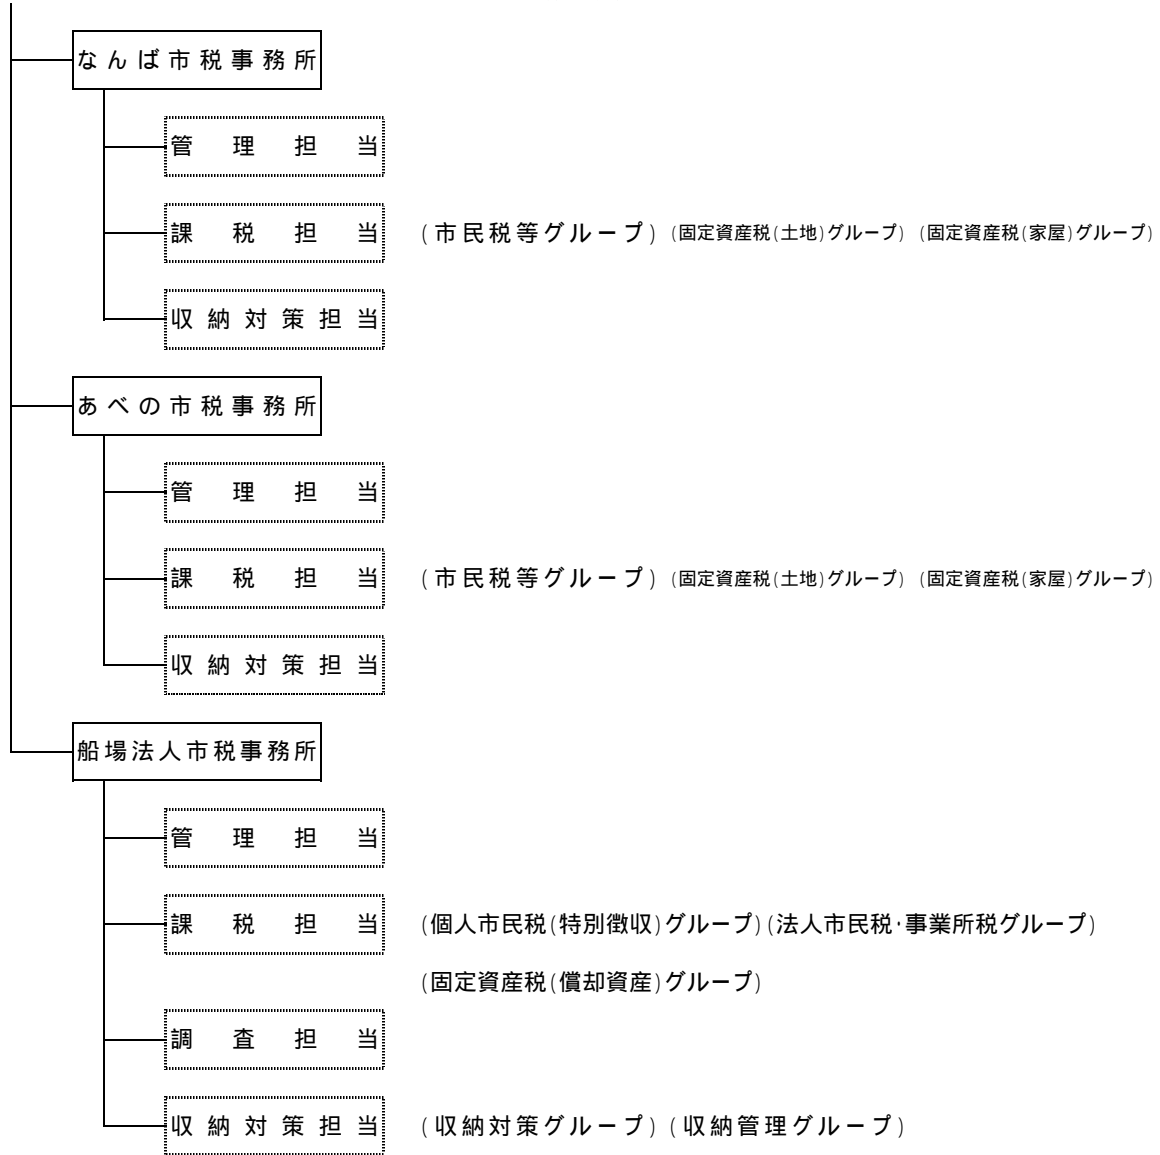 なんば市税事務所
管理担当
課税担当 (市民税等グループ) (固定資産税(土地)グループ) (固定資産税(家屋)グループ)
収納対策担当
あべの市税事務所
管理担当
課税担当 (市民税等グループ) (固定資産税(土地)グループ) (固定資産税(家屋)グループ)
収納対策担当
船場法人市税事務所
管理担当
課税担当 (個人市民税(特別徴収)グループ) (法人市民税・事業所税グループ)
(固定資産税(償却資産)グループ)
調査担当
収納対策担当 (収納対策グループ) (収納管理グループ)